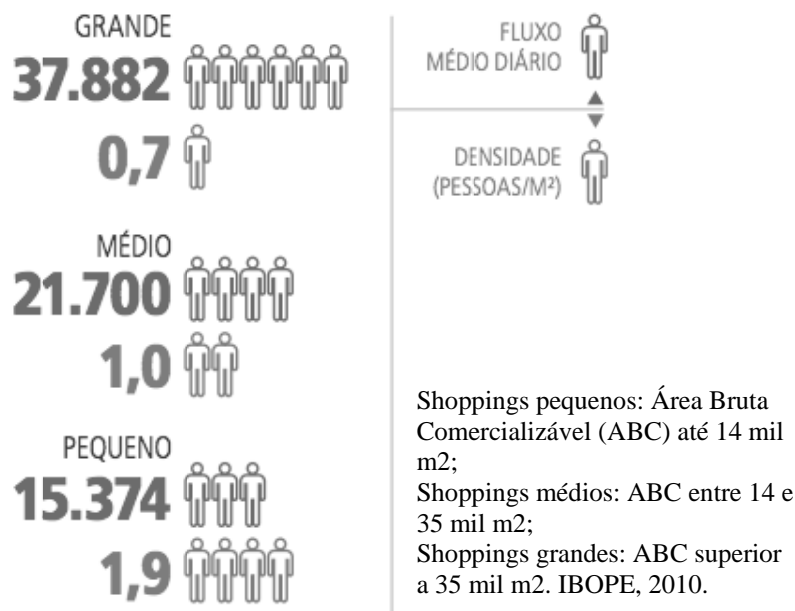 GRANDE
37.882
0,7
MÉDIO
21.700
1,0
PEQUENO
15.374
1,9
FLUXO
MÉDIO DIÁRIO
DENSIDADE
(PESSOAS/M²)
Shoppings pequenos: Área Bruta
Comercializável (ABC) até 14 mil
m2;
Shoppings médios: ABC entre 14 e
35 mil m2;
Shoppings grandes: ABC superior
a 35 mil m2. IBOPE, 2010.